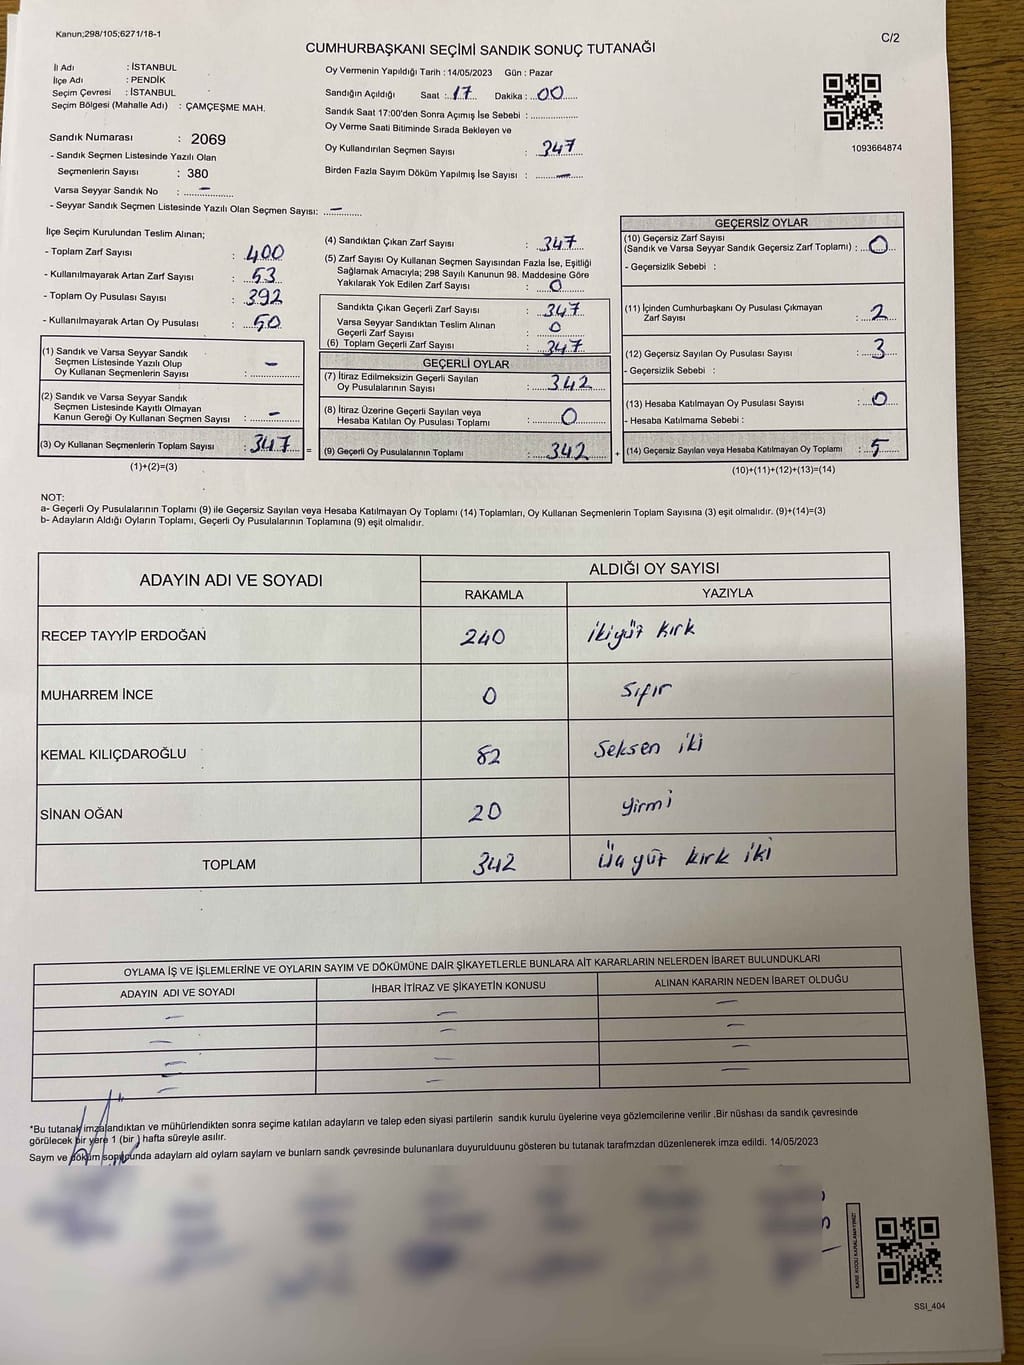 Kanun;298/105;6271/18-1
C/2
CUMHURBAŞKANI SEÇİMİ SANDIK SONUÇ TUTANAĞI
İl Adı : İSTANBUL
İlçe Adı : PENDİK
Seçim Çevresi : İSTANBUL
Seçim Bölgesi (Mahalle Adı) : ÇAMÇEŞME MAH.
Sandık Numarası : 2069
- Sandık Seçmen Listesinde Yazılı Olan
Seçmenlerin Sayısı : 380
Varsa Seyyar Sandık No : –
- Seyyar Sandık Seçmen Listesinde Yazılı Olan Seçmen Sayısı: –
Oy Vermenin Yapıldığı Tarih : 14/05/2023 Gün : Pazar
Sandığın Açıldığı Saat : 17 Dakika : 00
Sandık Saat 17:00'den Sonra Açımış İse Sebebi :
Oy Verme Saati Bitiminde Sırada Bekleyen ve
Oy Kullandırılan Seçmen Sayısı : 347
Birden Fazla Sayım Döküm Yapılmış İse Sayısı : –
1093664874
İlçe Seçim Kurulundan Teslim Alınan;
- Toplam Zarf Sayısı : 400
- Kullanılmayarak Artan Zarf Sayısı : 53
- Toplam Oy Pusulası Sayısı : 392
- Kullanılmayarak Artan Oy Pusulası : 50
(1) Sandık ve Varsa Seyyar Sandık
Seçmen Listesinde Yazılı Olup
Oy Kullanan Seçmenlerin Sayısı : –
(2) Sandık ve Varsa Seyyar Sandık
Seçmen Listesinde Kayıtlı Olmayan
Kanun Gereği Oy Kullanan Seçmen Sayısı : –
(3) Oy Kullanan Seçmenlerin Toplam Sayısı : 347 =
(1)+(2)=(3)
(4) Sandıktan Çıkan Zarf Sayısı : 347
(5) Zarf Sayısı Oy Kullanan Seçmen Sayısından Fazla İse, Eşitliği
Sağlamak Amacıyla; 298 Sayılı Kanunun 98. Maddesine Göre
Yakılarak Yok Edilen Zarf Sayısı : 0
Sandıkta Çıkan Geçerli Zarf Sayısı : 347
Varsa Seyyar Sandıktan Teslim Alınan
Geçerli Zarf Sayısı : 0
(6) Toplam Geçerli Zarf Sayısı : 347
GEÇERLİ OYLAR
(7) İtiraz Edilmeksizin Geçerli Sayılan
Oy Pusulalarının Sayısı : 342
(8) İtiraz Üzerine Geçerli Sayılan veya
Hesaba Katılan Oy Pusulası Toplamı : 0
(9) Geçerli Oy Pusulalarının Toplamı : 342 +
GEÇERSİZ OYLAR
(10) Geçersiz Zarf Sayısı
(Sandık ve Varsa Seyyar Sandık Geçersiz Zarf Toplamı) : 0
- Geçersizlik Sebebi :
(11) İçinden Cumhurbaşkanı Oy Pusulası Çıkmayan
Zarf Sayısı : 2
(12) Geçersiz Sayılan Oy Pusulası Sayısı : 3
- Geçersizlik Sebebi :
(13) Hesaba Katılmayan Oy Pusulası Sayısı : 0
- Hesaba Katılmama Sebebi :
(14) Geçersiz Sayılan veya Hesaba Katılmayan Oy Toplamı : 5
(10)+(11)+(12)+(13)=(14)
NOT:
a- Geçerli Oy Pusulalarının Toplamı (9) ile Geçersiz Sayılan veya Hesaba Katılmayan Oy Toplamı (14) Toplamları, Oy Kullanan Seçmenlerin Toplam Sayısına (3) eşit olmalıdır. (9)+(14)=(3)
b- Adayların Aldığı Oyların Toplamı, Geçerli Oy Pusulalarının Toplamına (9) eşit olmalıdır.
ADAYIN ADI VE SOYADI ALDIĞI OY SAYISI
RAKAMLA YAZIYLA
RECEP TAYYİP ERDOĞAN 240 ikiyüz kırk
MUHARREM İNCE 0 Sıfır
KEMAL KILIÇDAROĞLU 82 Seksen iki
SİNAN OĞAN 20 Yirmi
TOPLAM 342 Üçyüz kırk iki
OYLAMA İŞ VE İŞLEMLERİNE VE OYLARIN SAYIM VE DÖKÜMÜNE DAİR ŞİKAYETLERLE BUNLARA AİT KARARLARIN NELERDEN İBARET BULUNDUKLARI
ADAYIN ADI VE SOYADI İHBAR İTİRAZ VE ŞİKAYETİN KONUSU ALINAN KARARIN NEDEN İBARET OLDUĞU
– – –
– – –
– – –
– – –
*Bu tutanak imzalandıktan ve mühürlendikten sonra seçime katılan adayların ve talep eden siyasi partilerin sandık kurulu üyelerine veya gözlemcilerine verilir .Bir nüshası da sandık çevresinde
görülecek bir yere 1 (bir ) hafta süreyle asılır.
Saym ve döküm sonucunda adaylarn ald oylarn saylarn ve bunlarn sandk çevresinde bulunanlara duyurulduunu gösteren bu tutanak tarafmzdan düzenlenerek imza edildi. 14/05/2023
KARE KODU KARALAMAYINIZ!
SSI_404